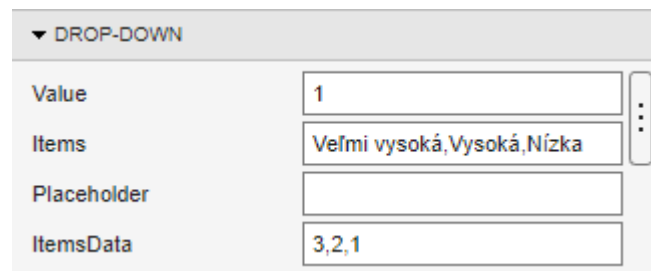 DROP-DOWN
Value 1
Items Veľmi vysoká,Vysoká,Nízka
Placeholder
ItemsData 3,2,1